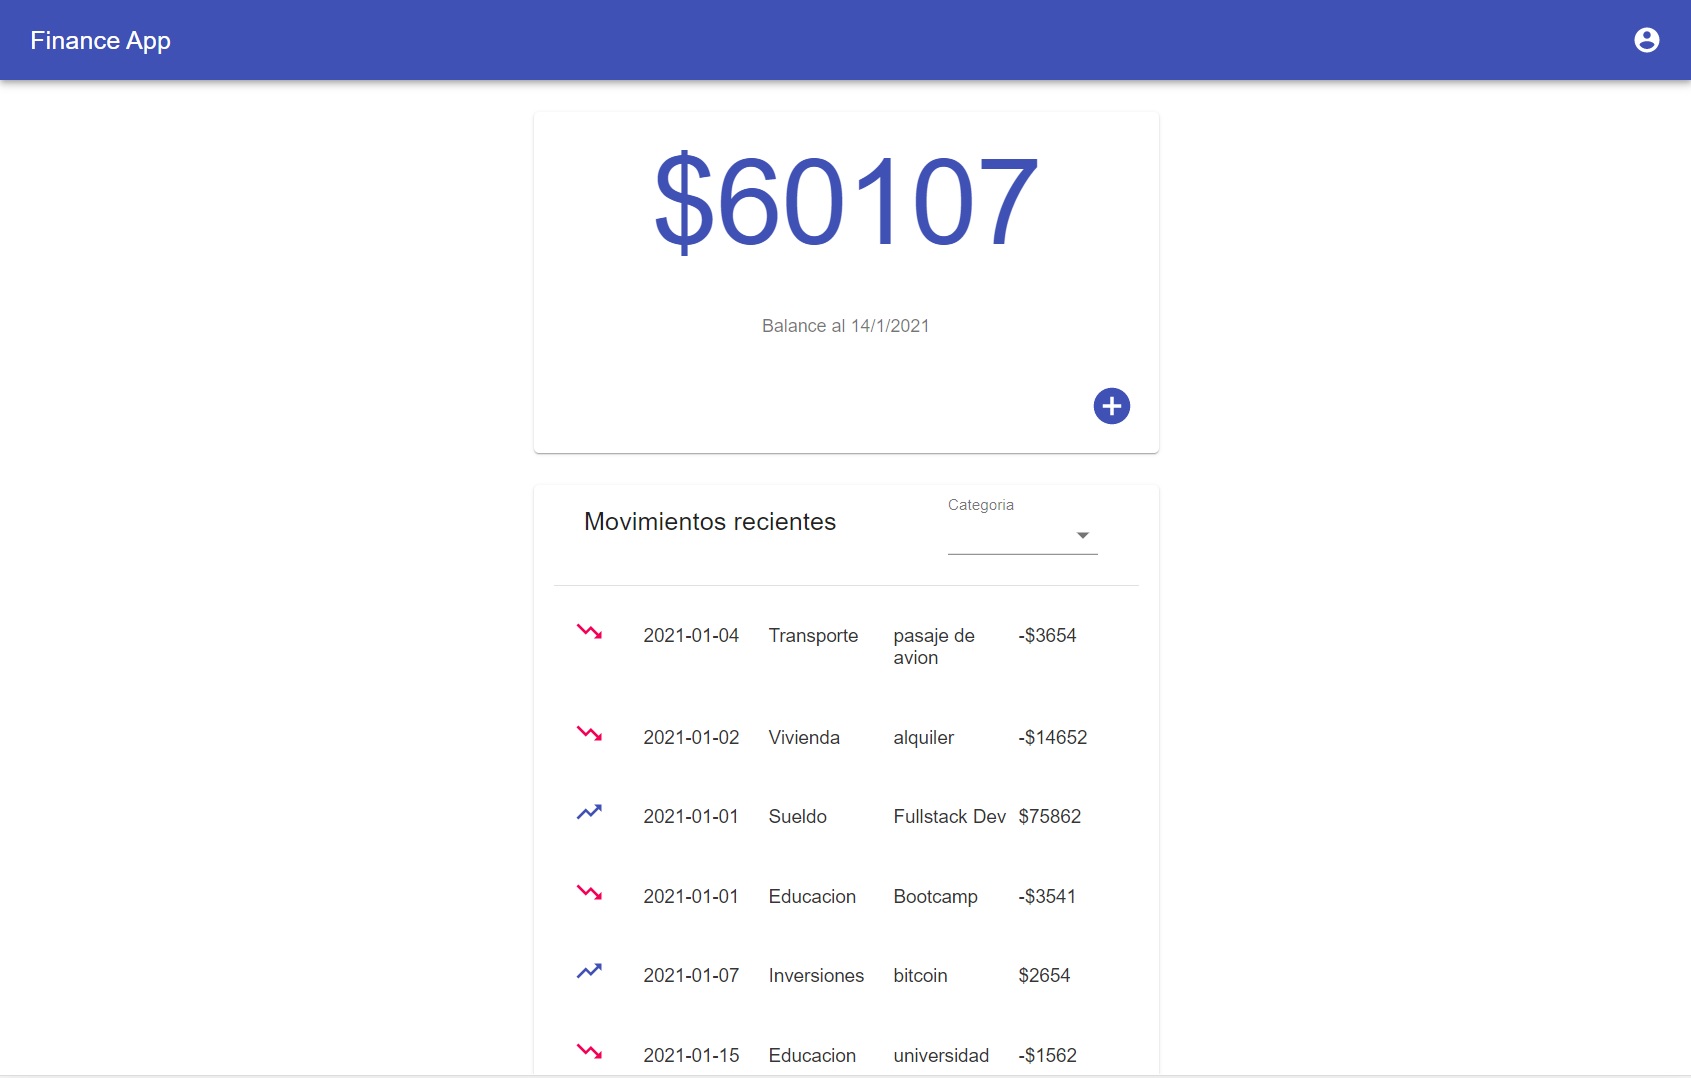 Finance App
$60107
Balance al 14/1/2021
Movimientos recientes
Categoria
2021-01-04 Transporte pasaje de avion -$3654
2021-01-02 Vivienda alquiler -$14652
2021-01-01 Sueldo Fullstack Dev $75862
2021-01-01 Educacion Bootcamp -$3541
2021-01-07 Inversiones bitcoin $2654
2021-01-15 Educacion universidad -$1562